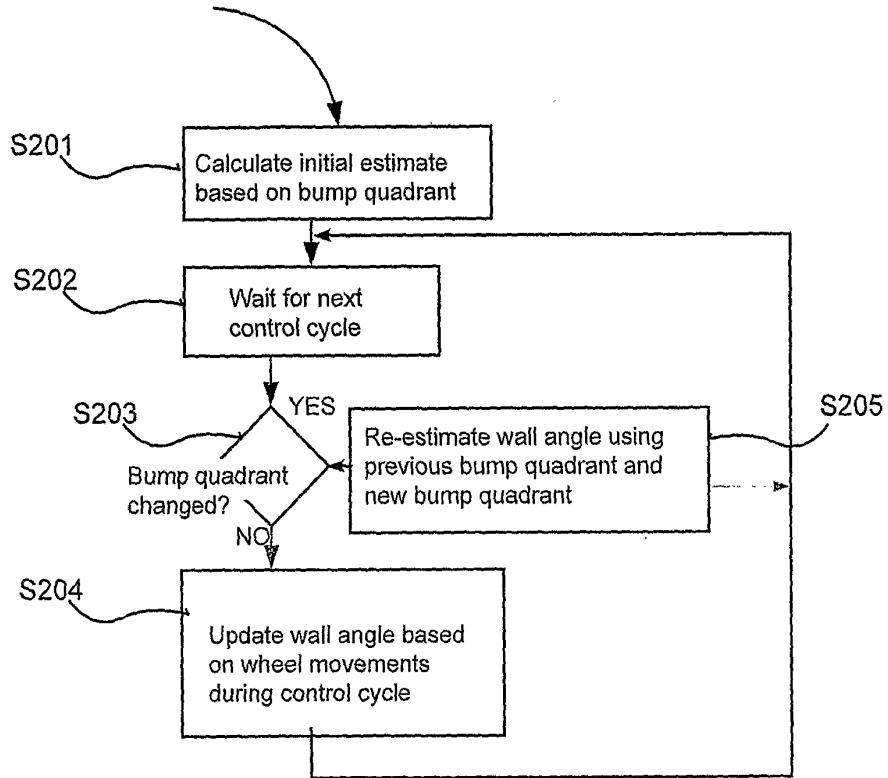 S201
Calculate initial estimate
based on bump quadrant
S202
Wait for next
control cycle
S203
YES
Bump quadrant
changed?
NO
S205
Re-estimate wall angle using
previous bump quadrant and
new bump quadrant
S204
Update wall angle based
on wheel movements
during control cycle